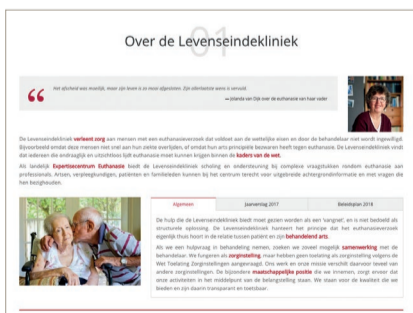 01
Over de Levenseindekliniek
Het afscheid was moeilijk, maar zijn leven is zo mooi afgesloten. Zijn allerlaatste wens is vervuld.
— Jolanda van Dijk over de euthanasie van haar vader
De Levenseindekliniek verleent zorg aan mensen met een euthanasieverzoek dat voldoet aan de wettelijke eisen en door de behandelaar niet wordt ingewilligd.
Bijvoorbeeld omdat deze mensen niet snel aan hun ziekte overlijden, of omdat hun arts principiële bezwaren heeft tegen euthanasie. De Levenseindekliniek vindt
dat iedereen die ondraaglijk en uitzichtloos lijdt euthanasie moet kunnen krijgen binnen de kaders van de wet.
Als landelijk Expertisecentrum Euthanasie biedt de Levenseindekliniek scholing en ondersteuning bij complexe vraagstukken rondom euthanasie aan
professionals. Artsen, verpleegkundigen, patiënten en familieleden kunnen bij het centrum terecht voor uitgebreide achtergrondinformatie en met vragen die
hen bezighouden.
Algemeen
Jaarverslag 2017
Beleidsplan 2018
De hulp die de Levenseindekliniek biedt moet gezien worden als een 'vangnet', en is niet bedoeld als
structurele oplossing. De Levenseindekliniek hanteert het principe dat het euthanasieverzoek
eigenlijk thuis hoort in de relatie tussen patiënt en zijn behandelend arts.
Als we een hulpvraag in behandeling nemen, zoeken we zoveel mogelijk samenwerking met de
behandelaar. We fungeren als zorginstelling, maar hebben geen toelating als zorginstelling volgens de
Wet Toelating Zorginstellingen aangevraagd. Ons werk en onze missie verschilt daarvoor teveel van
andere zorginstellingen. De bijzondere maatschappelijke positie die we innemen, zorgt ervoor dat
onze activiteiten in het middelpunt van de belangstelling staan. We staan voor de kwaliteit die we
bieden en zijn daarin transparant en toetsbaar.